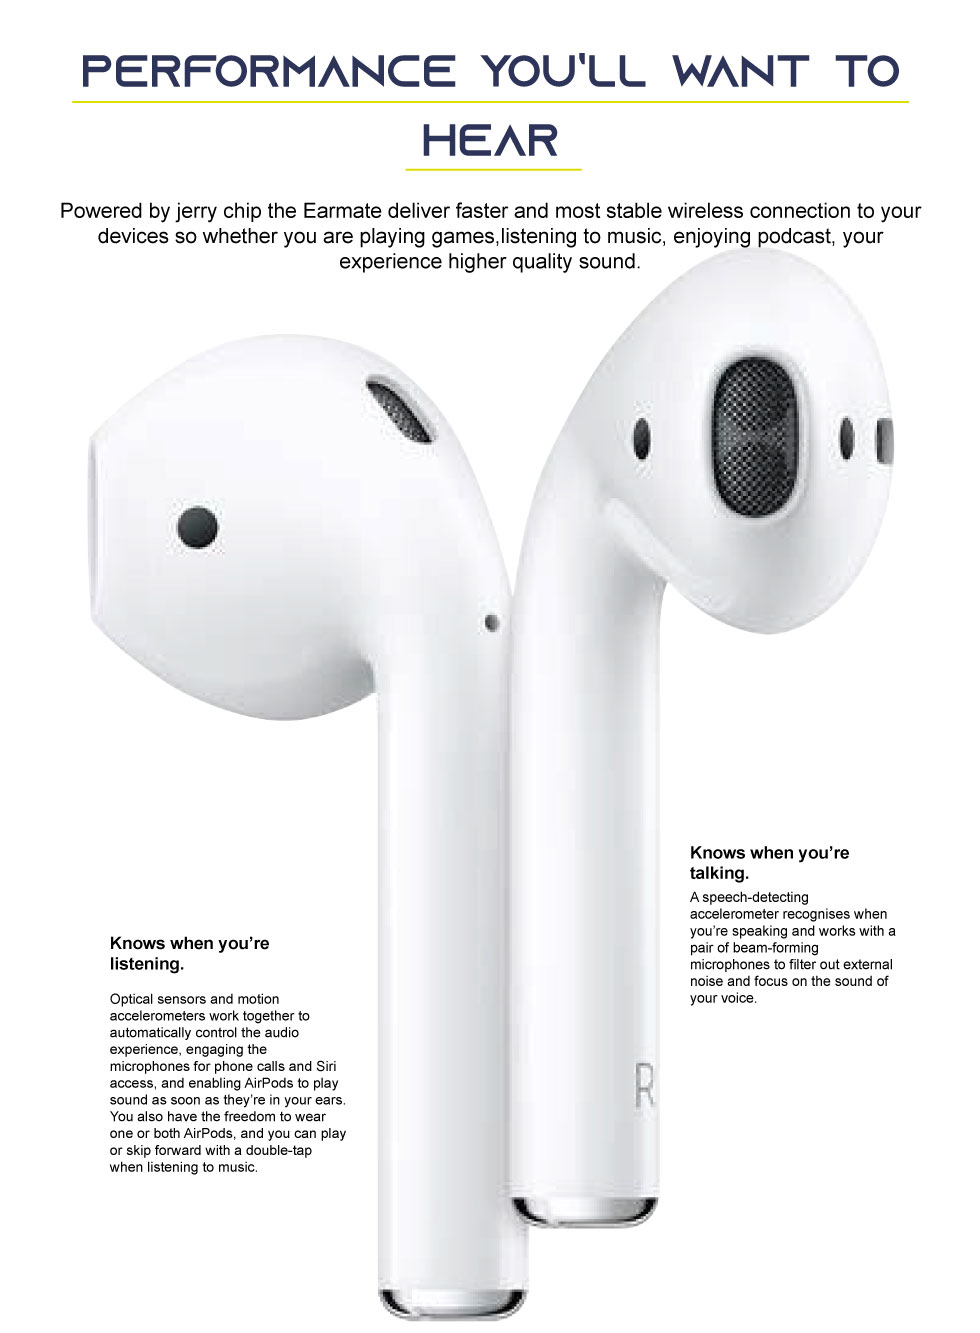 PERFORMANCE YOU'LL WANT TO
HEAR
Powered by jerry chip the Earmate deliver faster and most stable wireless connection to your
devices so whether you are playing games,listening to music, enjoying podcast, your
experience higher quality sound.
Knows when you’re
talking.
A speech-detecting
accelerometer recognises when
you’re speaking and works with a
pair of beam-forming
microphones to filter out external
noise and focus on the sound of
your voice.
Knows when you’re
listening.
Optical sensors and motion
accelerometers work together to
automatically control the audio
experience, engaging the
microphones for phone calls and Siri
access, and enabling AirPods to play
sound as soon as they’re in your ears.
You also have the freedom to wear
one or both AirPods, and you can play
or skip forward with a double-tap
when listening to music.
R